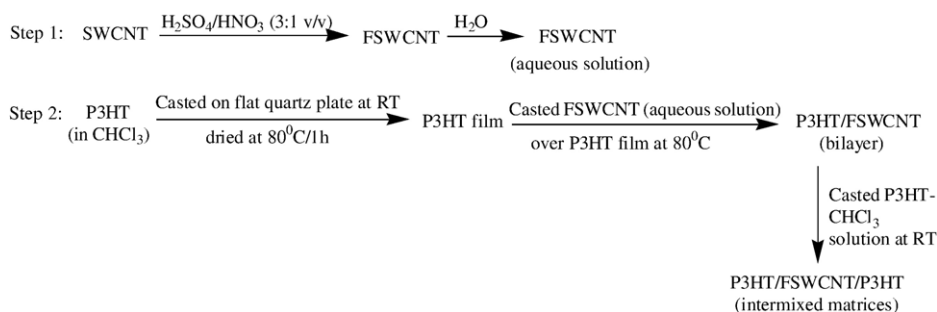 Step 1: SWCNT H₂SO₄/HNO₃ (3:1 v/v) FSWCNT H₂O FSWCNT
(aqueous solution)
Step 2: P3HT Casted on flat quartz plate at RT P3HT film Casted FSWCNT (aqueous solution) P3HT/FSWCNT
(in CHCl₃) dried at 80⁰C/1h over P3HT film at 80⁰C (bilayer)
Casted P3HT-
CHCl₃
solution at RT
P3HT/FSWCNT/P3HT
(intermixed matrices)